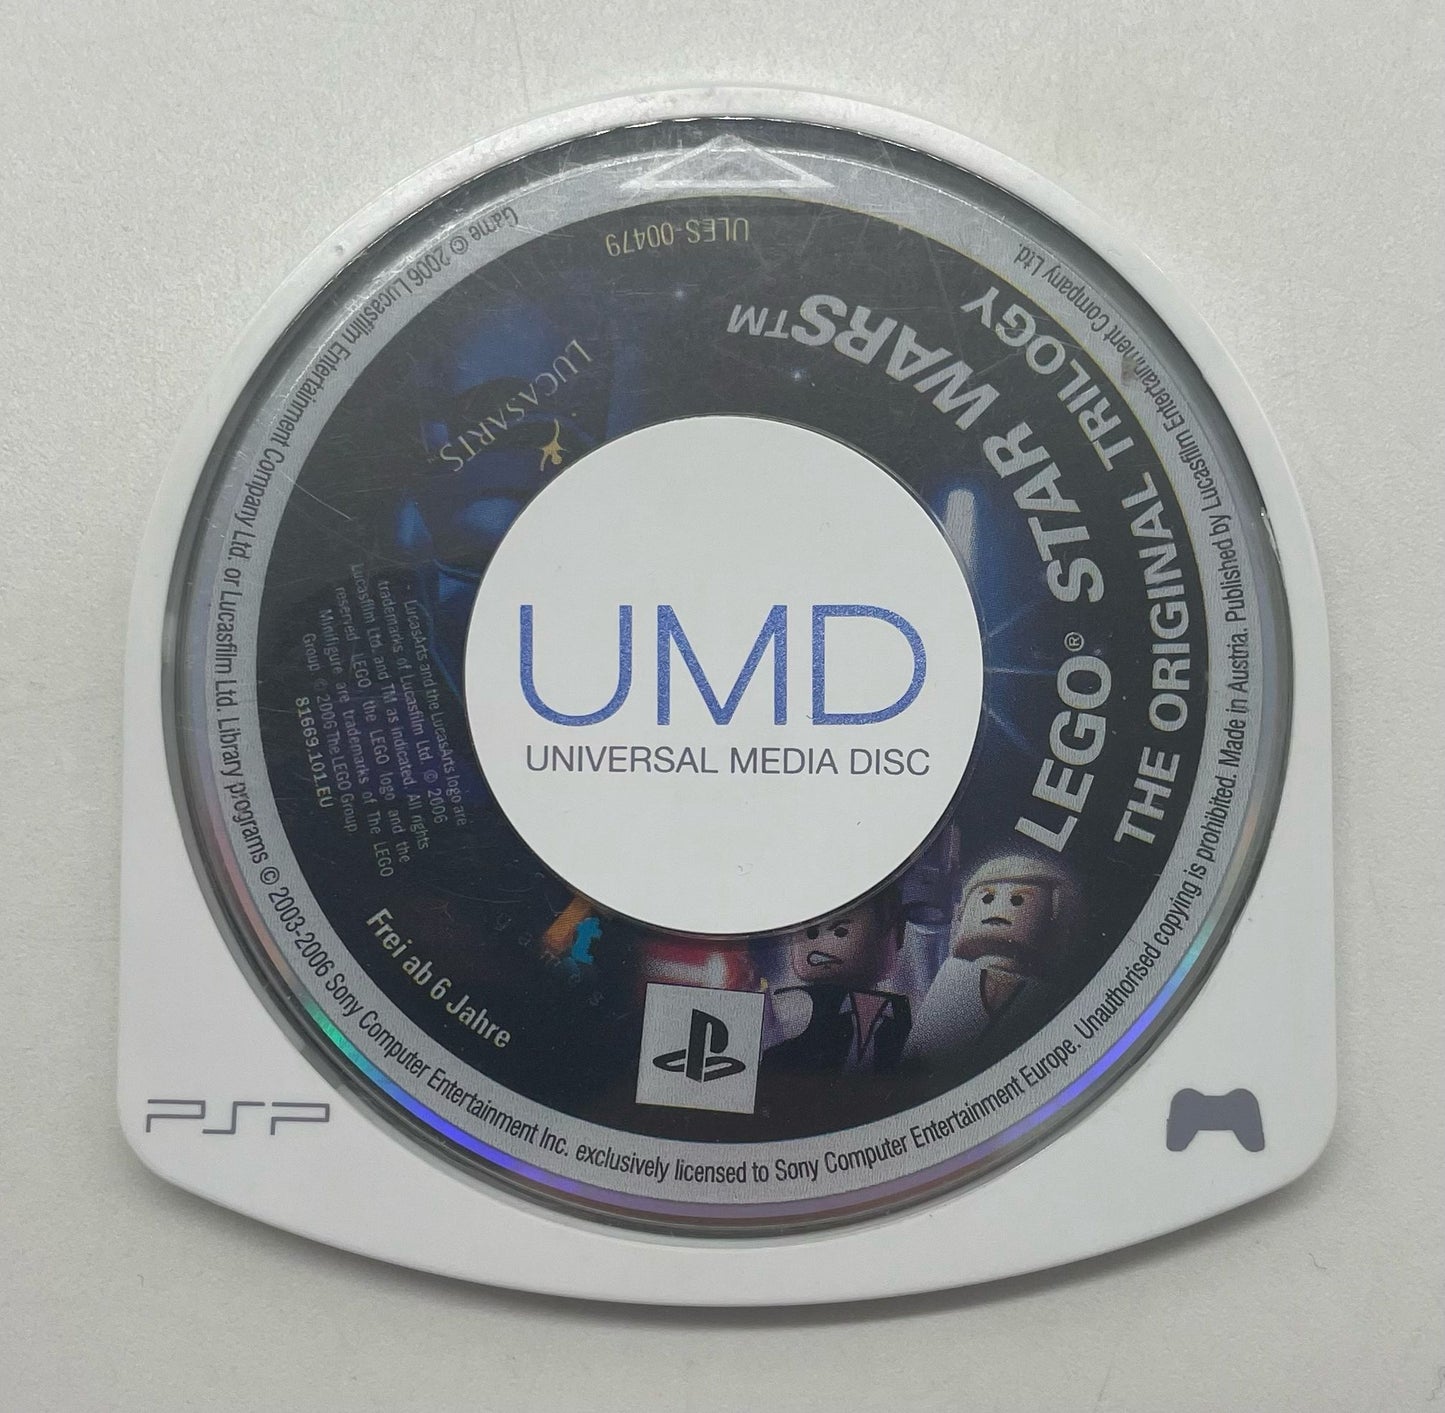 ULES-00479
LEGO® STAR WARS™
THE ORIGINAL TRILOGY
LUCASARTS™
UMD
UNIVERSAL MEDIA DISC
LucasArts and the LucasArts logo are
trademarks of Lucasfilm Ltd. © 2006
Lucasfilm Ltd. and TM as indicated. All rights
reserved. LEGO, the LEGO logo and the
Minifigure are trademarks of The LEGO
Group. © 2006 The LEGO Group.
81669.101.EU
Frei ab 6 Jahre
Game © 2006 Lucasfilm Entertainment Company Ltd. or Lucasfilm Ltd. Library programs © 2003-2006 Sony Computer Entertainment Inc. exclusively licensed to Sony Computer Entertainment Europe. Unauthorised copying is prohibited. Made in Austria. Published by Lucasfilm Entertainment Company Ltd.
PSP